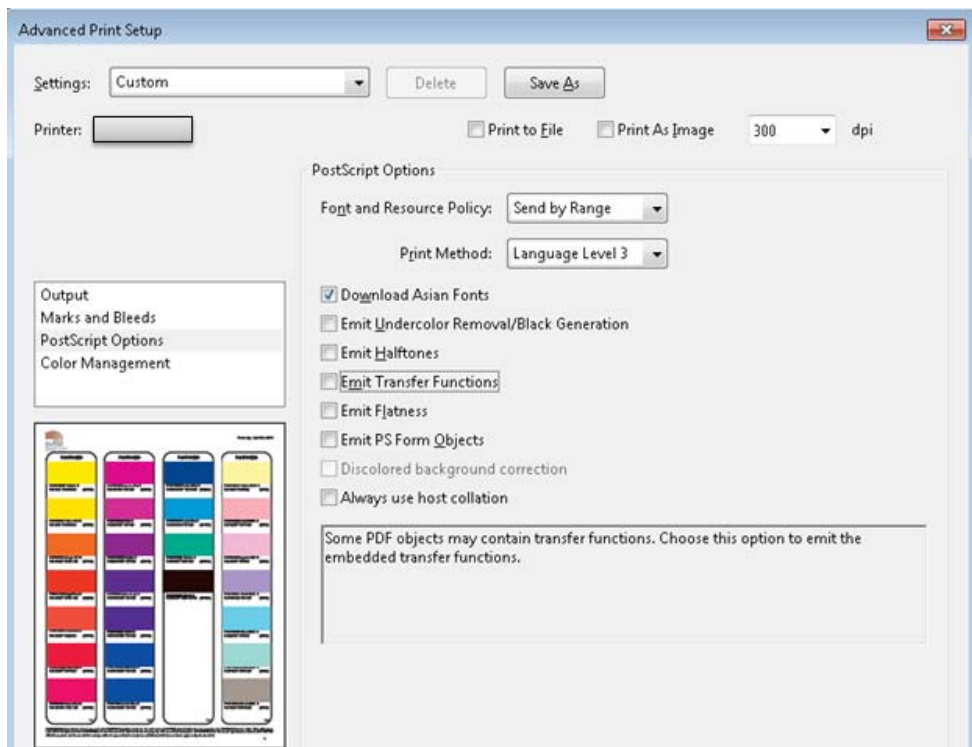 Advanced Print Setup
Settings: Custom Delete Save As
Printer: Print to File Print As Image 300 dpi
PostScript Options
Font and Resource Policy: Send by Range
Print Method: Language Level 3
Output
Marks and Bleeds
PostScript Options
Color Management
Download Asian Fonts
Emit Undercolor Removal/Black Generation
Emit Halftones
Emit Transfer Functions
Emit Flatness
Emit PS Form Objects
Discolored background correction
Always use host collation
Some PDF objects may contain transfer functions. Choose this option to emit the
embedded transfer functions.